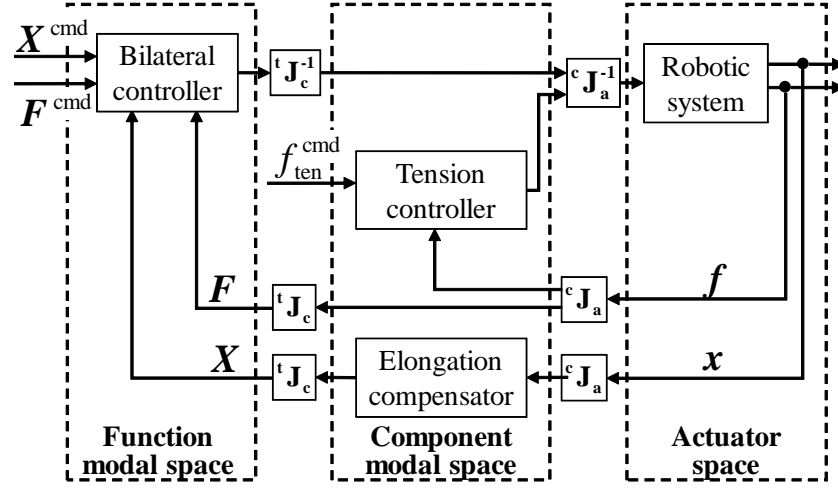 X^cmd
F^cmd
Bilateral
controller
^tJ_c^-1
^cJ_a^-1
Robotic
system
f_ten^cmd
Tension
controller
F
^tJ_c
^cJ_a
f
X
^tJ_c
Elongation
compensator
^cJ_a
x
Function
modal space
Component
modal space
Actuator
space